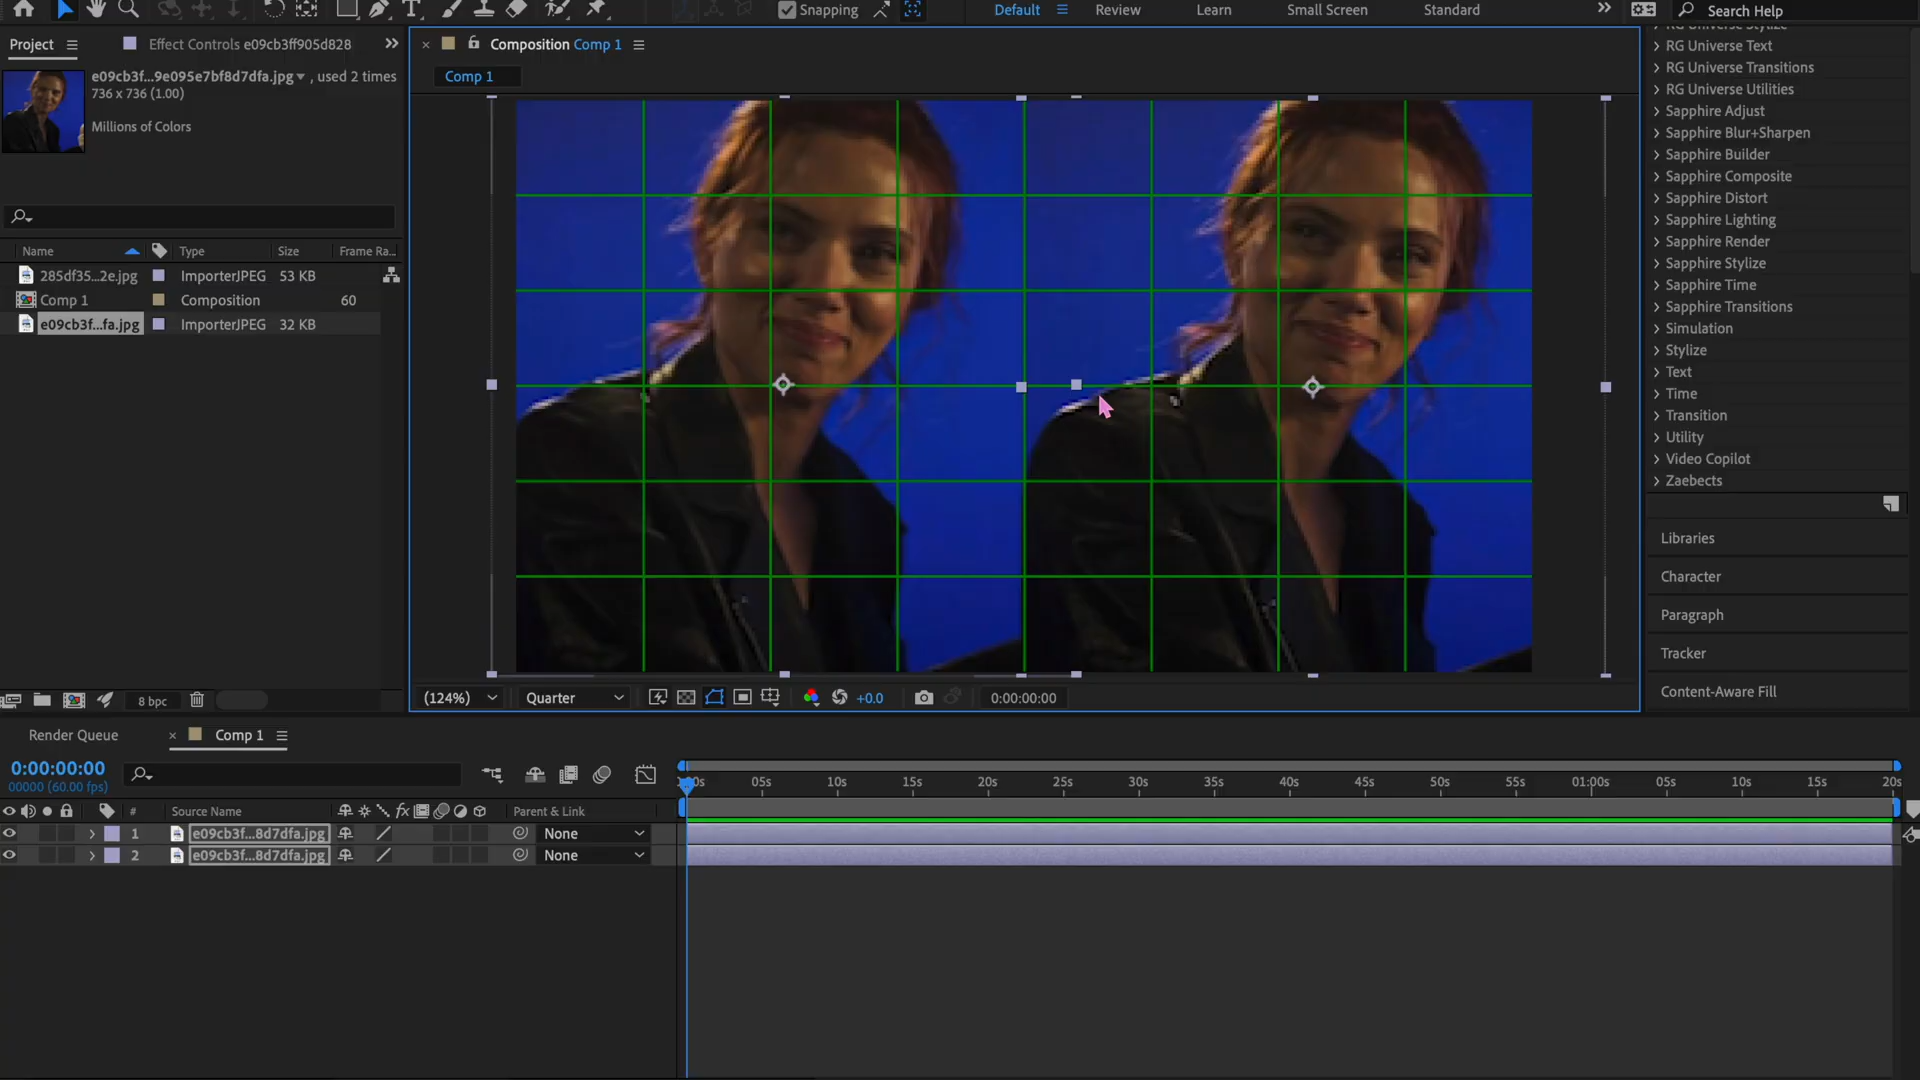 Snapping
Default
Review
Learn
Small Screen
Standard
Search Help
Project
Effect Controls e09cb3ff905d828
Composition Comp 1
Comp 1
e09cb3f...9e095e7bf8d7dfa.jpg , used 2 times
736 x 736 (1.00)
Millions of Colors
Name Type Size Frame Ra...
285df35...2e.jpg ImporterJPEG 53 KB
Comp 1 Composition 60
e09cb3f...fa.jpg ImporterJPEG 32 KB
8 bpc
(124%) Quarter +0.0 0:00:00:00
RG Universe Stylize
RG Universe Text
RG Universe Transitions
RG Universe Utilities
Sapphire Adjust
Sapphire Blur+Sharpen
Sapphire Builder
Sapphire Composite
Sapphire Distort
Sapphire Lighting
Sapphire Render
Sapphire Stylize
Sapphire Time
Sapphire Transitions
Simulation
Stylize
Text
Time
Transition
Utility
Video Copilot
Zaebects
Libraries
Character
Paragraph
Tracker
Content-Aware Fill
Render Queue
Comp 1
0:00:00:00
00000 (60.00 fps)
05s 10s 15s 20s 25s 30s 35s 40s 45s 50s 55s 01:00s 05s 10s 15s 20s
# Source Name fx Parent & Link
1 e09cb3f...8d7dfa.jpg None
2 e09cb3f...8d7dfa.jpg None